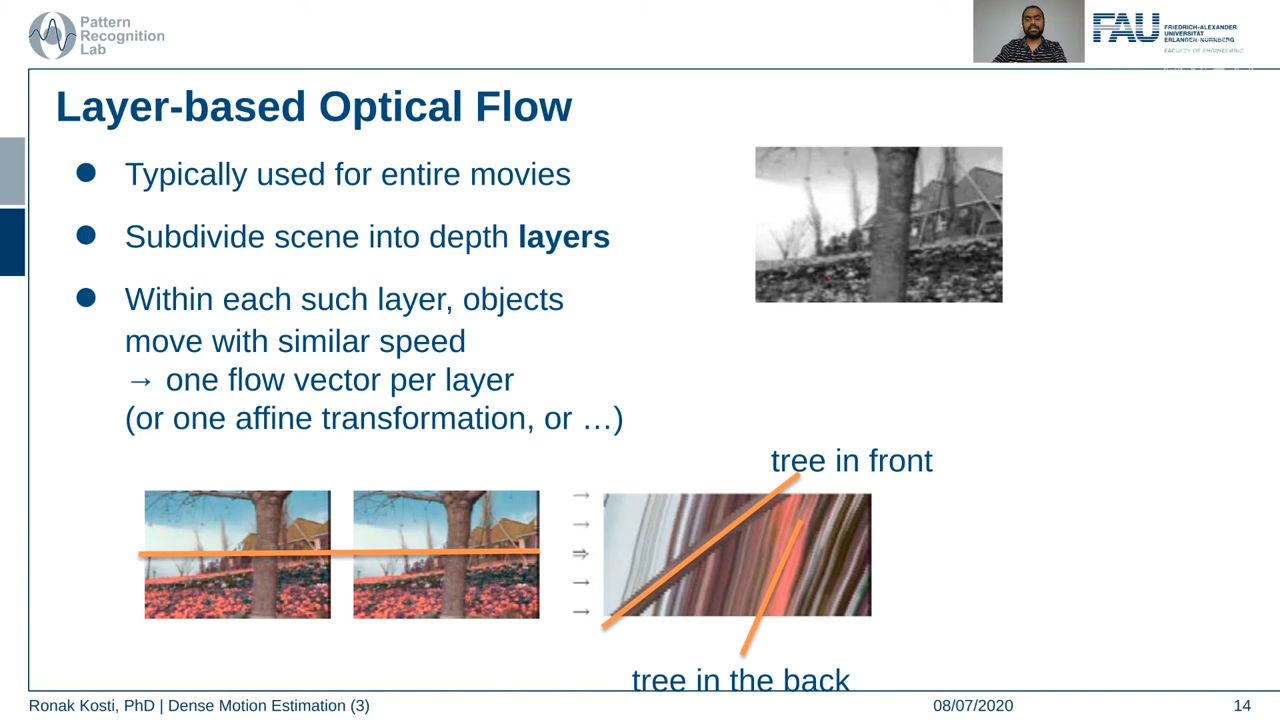 Pattern
Recognition
Lab
FAU
FRIEDRICH-ALEXANDER
UNIVERSITÄT
ERLANGEN-NÜRNBERG
FACULTY OF ENGINEERING
Layer-based Optical Flow
● Typically used for entire movies
● Subdivide scene into depth layers
● Within each such layer, objects
move with similar speed
→ one flow vector per layer
(or one affine transformation, or …)
tree in front
tree in the back
Ronak Kosti, PhD | Dense Motion Estimation (3)
08/07/2020
14